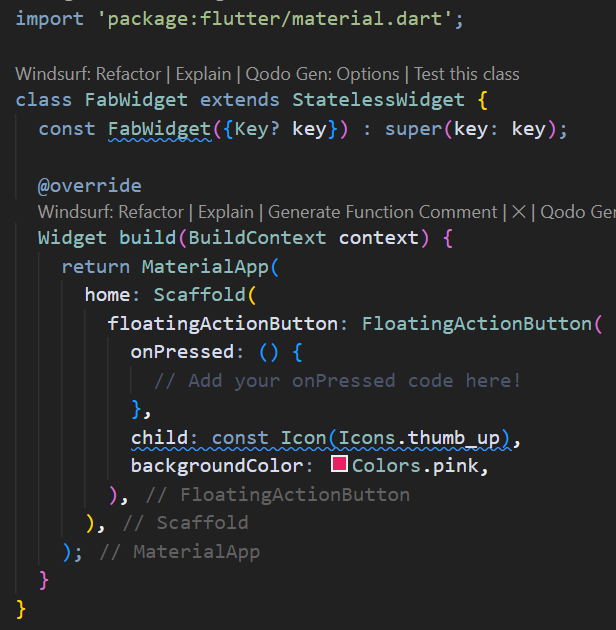 import 'package:flutter/material.dart';
Windsurf: Refactor | Explain | Qodo Gen: Options | Test this class
class FabWidget extends StatelessWidget {
const FabWidget({Key? key}) : super(key: key);
@override
Windsurf: Refactor | Explain | Generate Function Comment | × | Qodo Gen
Widget build(BuildContext context) {
return MaterialApp(
home: Scaffold(
floatingActionButton: FloatingActionButton(
onPressed: () {
// Add your onPressed code here!
},
child: const Icon(Icons.thumb_up),
backgroundColor: Colors.pink,
), // FloatingActionButton
), // Scaffold
); // MaterialApp
}
}